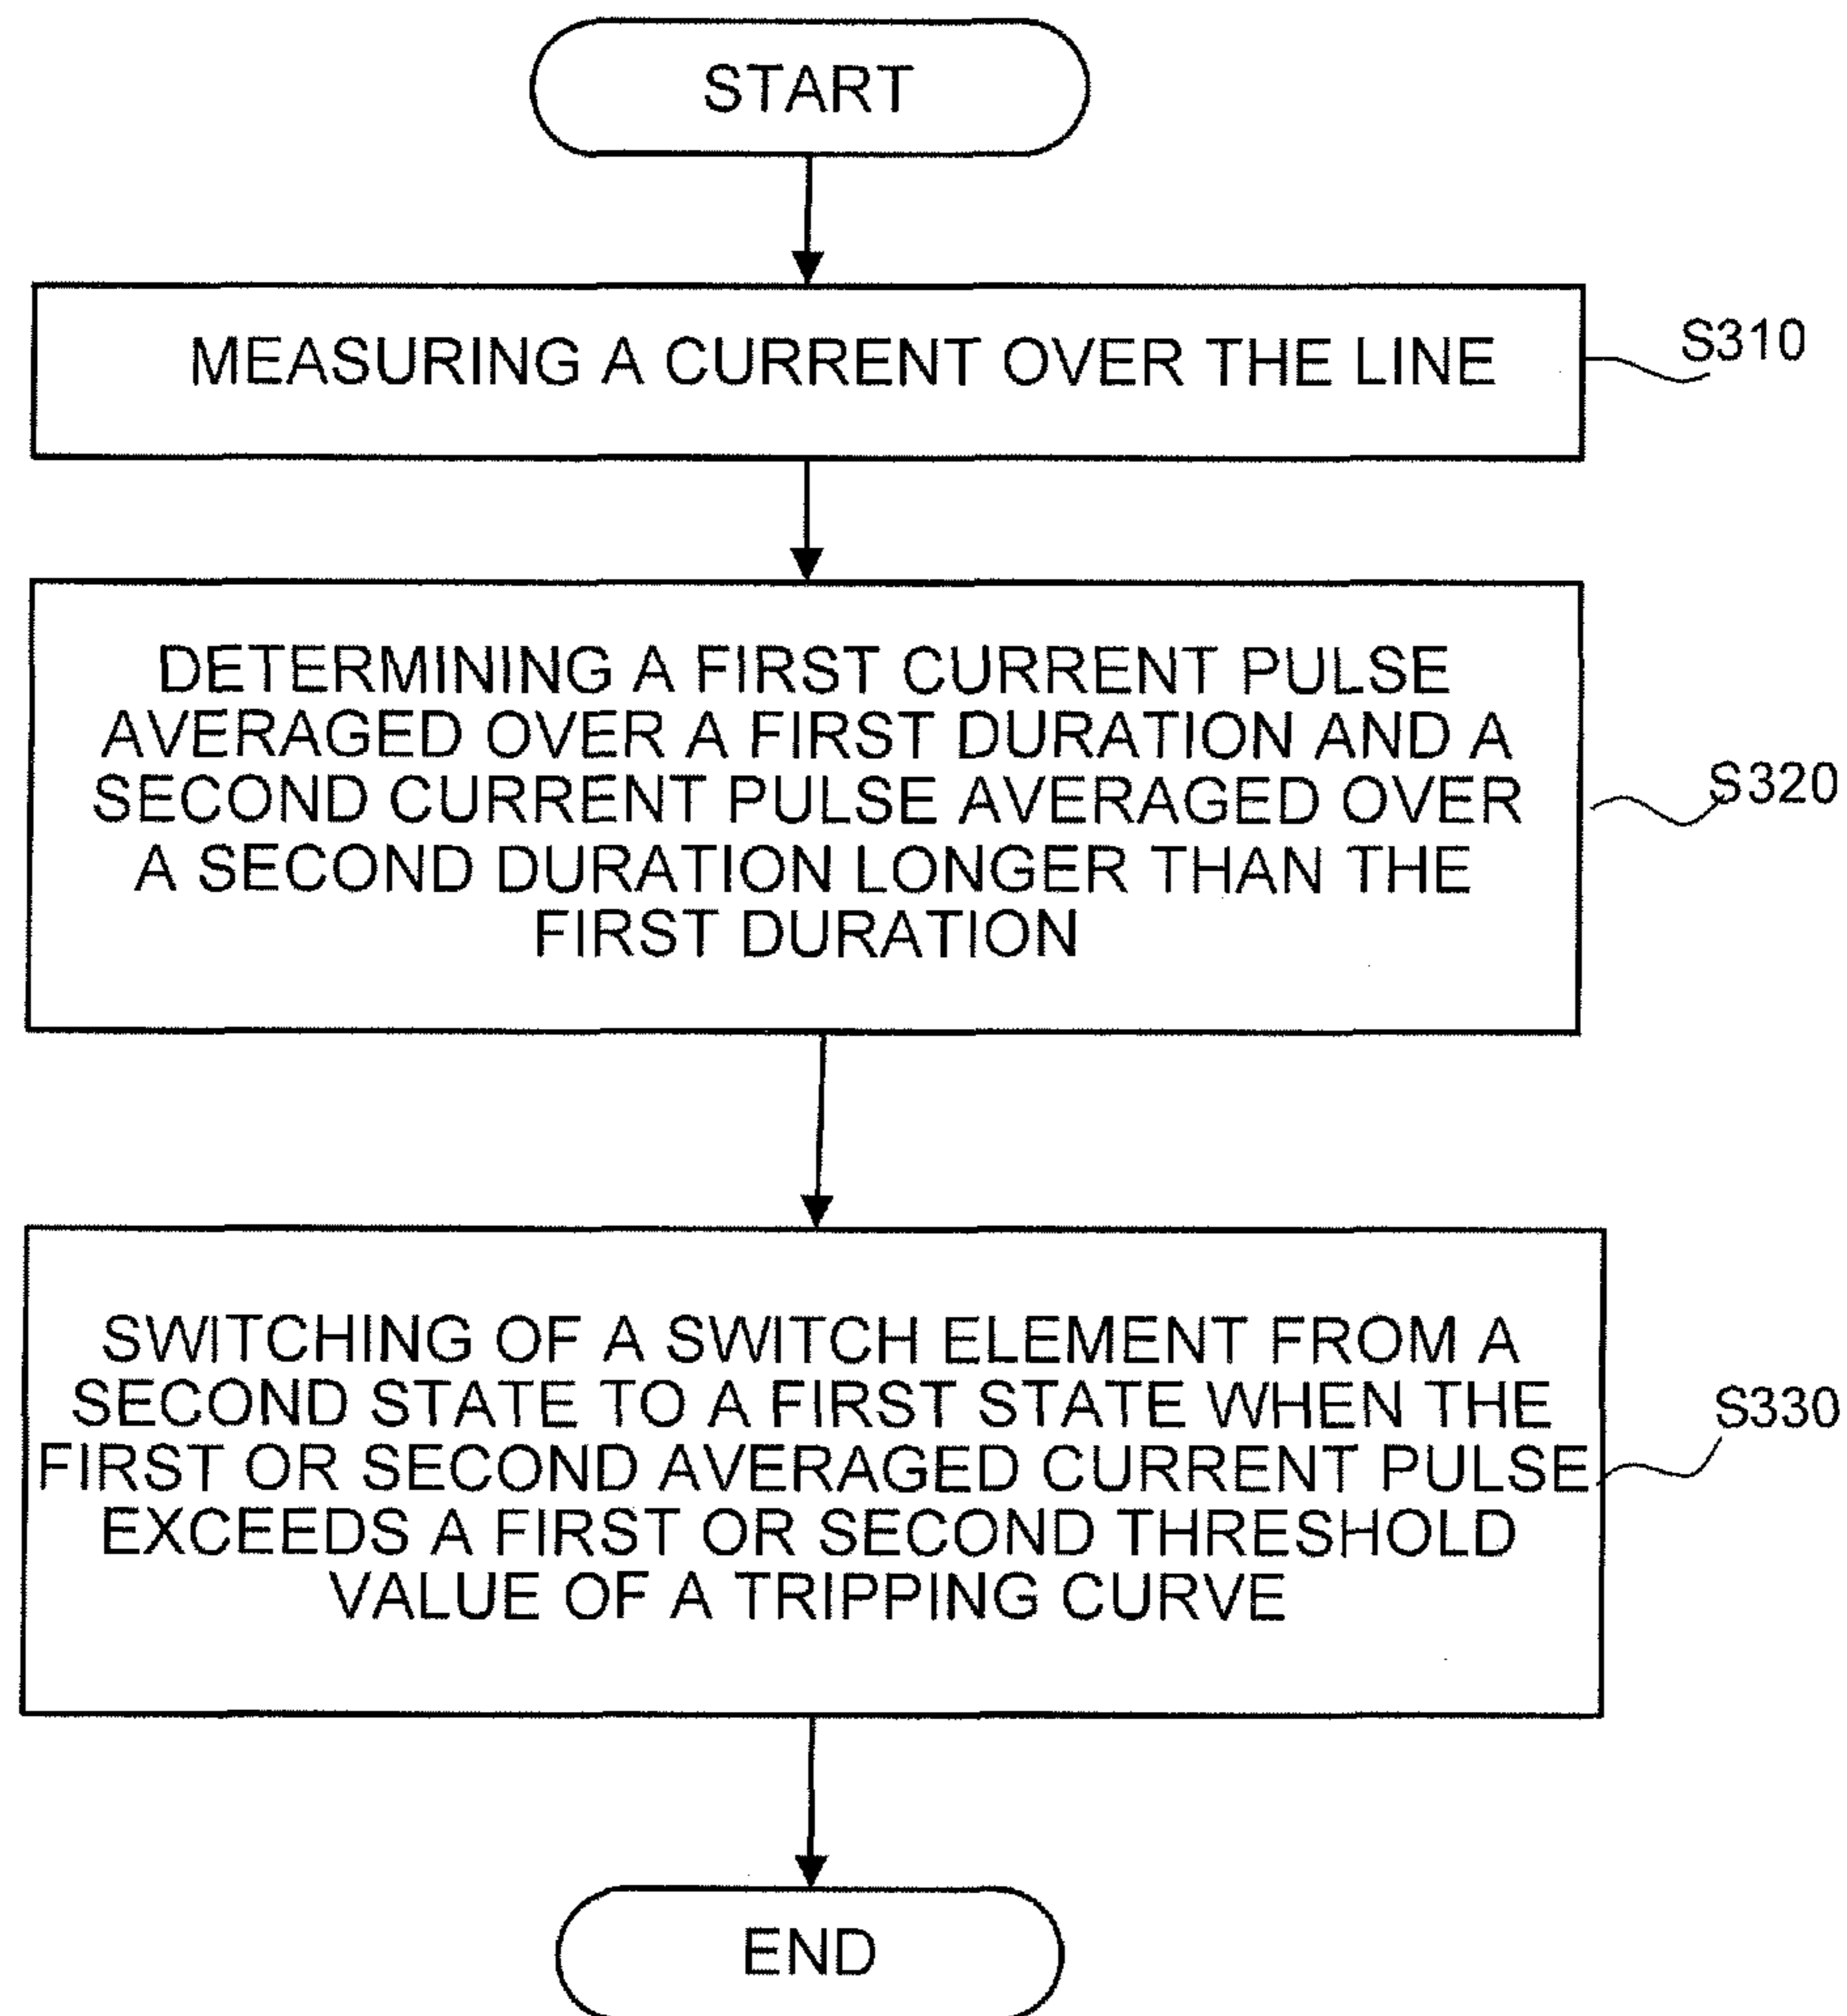 START
MEASURING A CURRENT OVER THE LINE
S310
DETERMINING A FIRST CURRENT PULSE
AVERAGED OVER A FIRST DURATION AND A
SECOND CURRENT PULSE AVERAGED OVER
A SECOND DURATION LONGER THAN THE
FIRST DURATION
S320
SWITCHING OF A SWITCH ELEMENT FROM A
SECOND STATE TO A FIRST STATE WHEN THE
FIRST OR SECOND AVERAGED CURRENT PULSE
EXCEEDS A FIRST OR SECOND THRESHOLD
VALUE OF A TRIPPING CURVE
S330
END